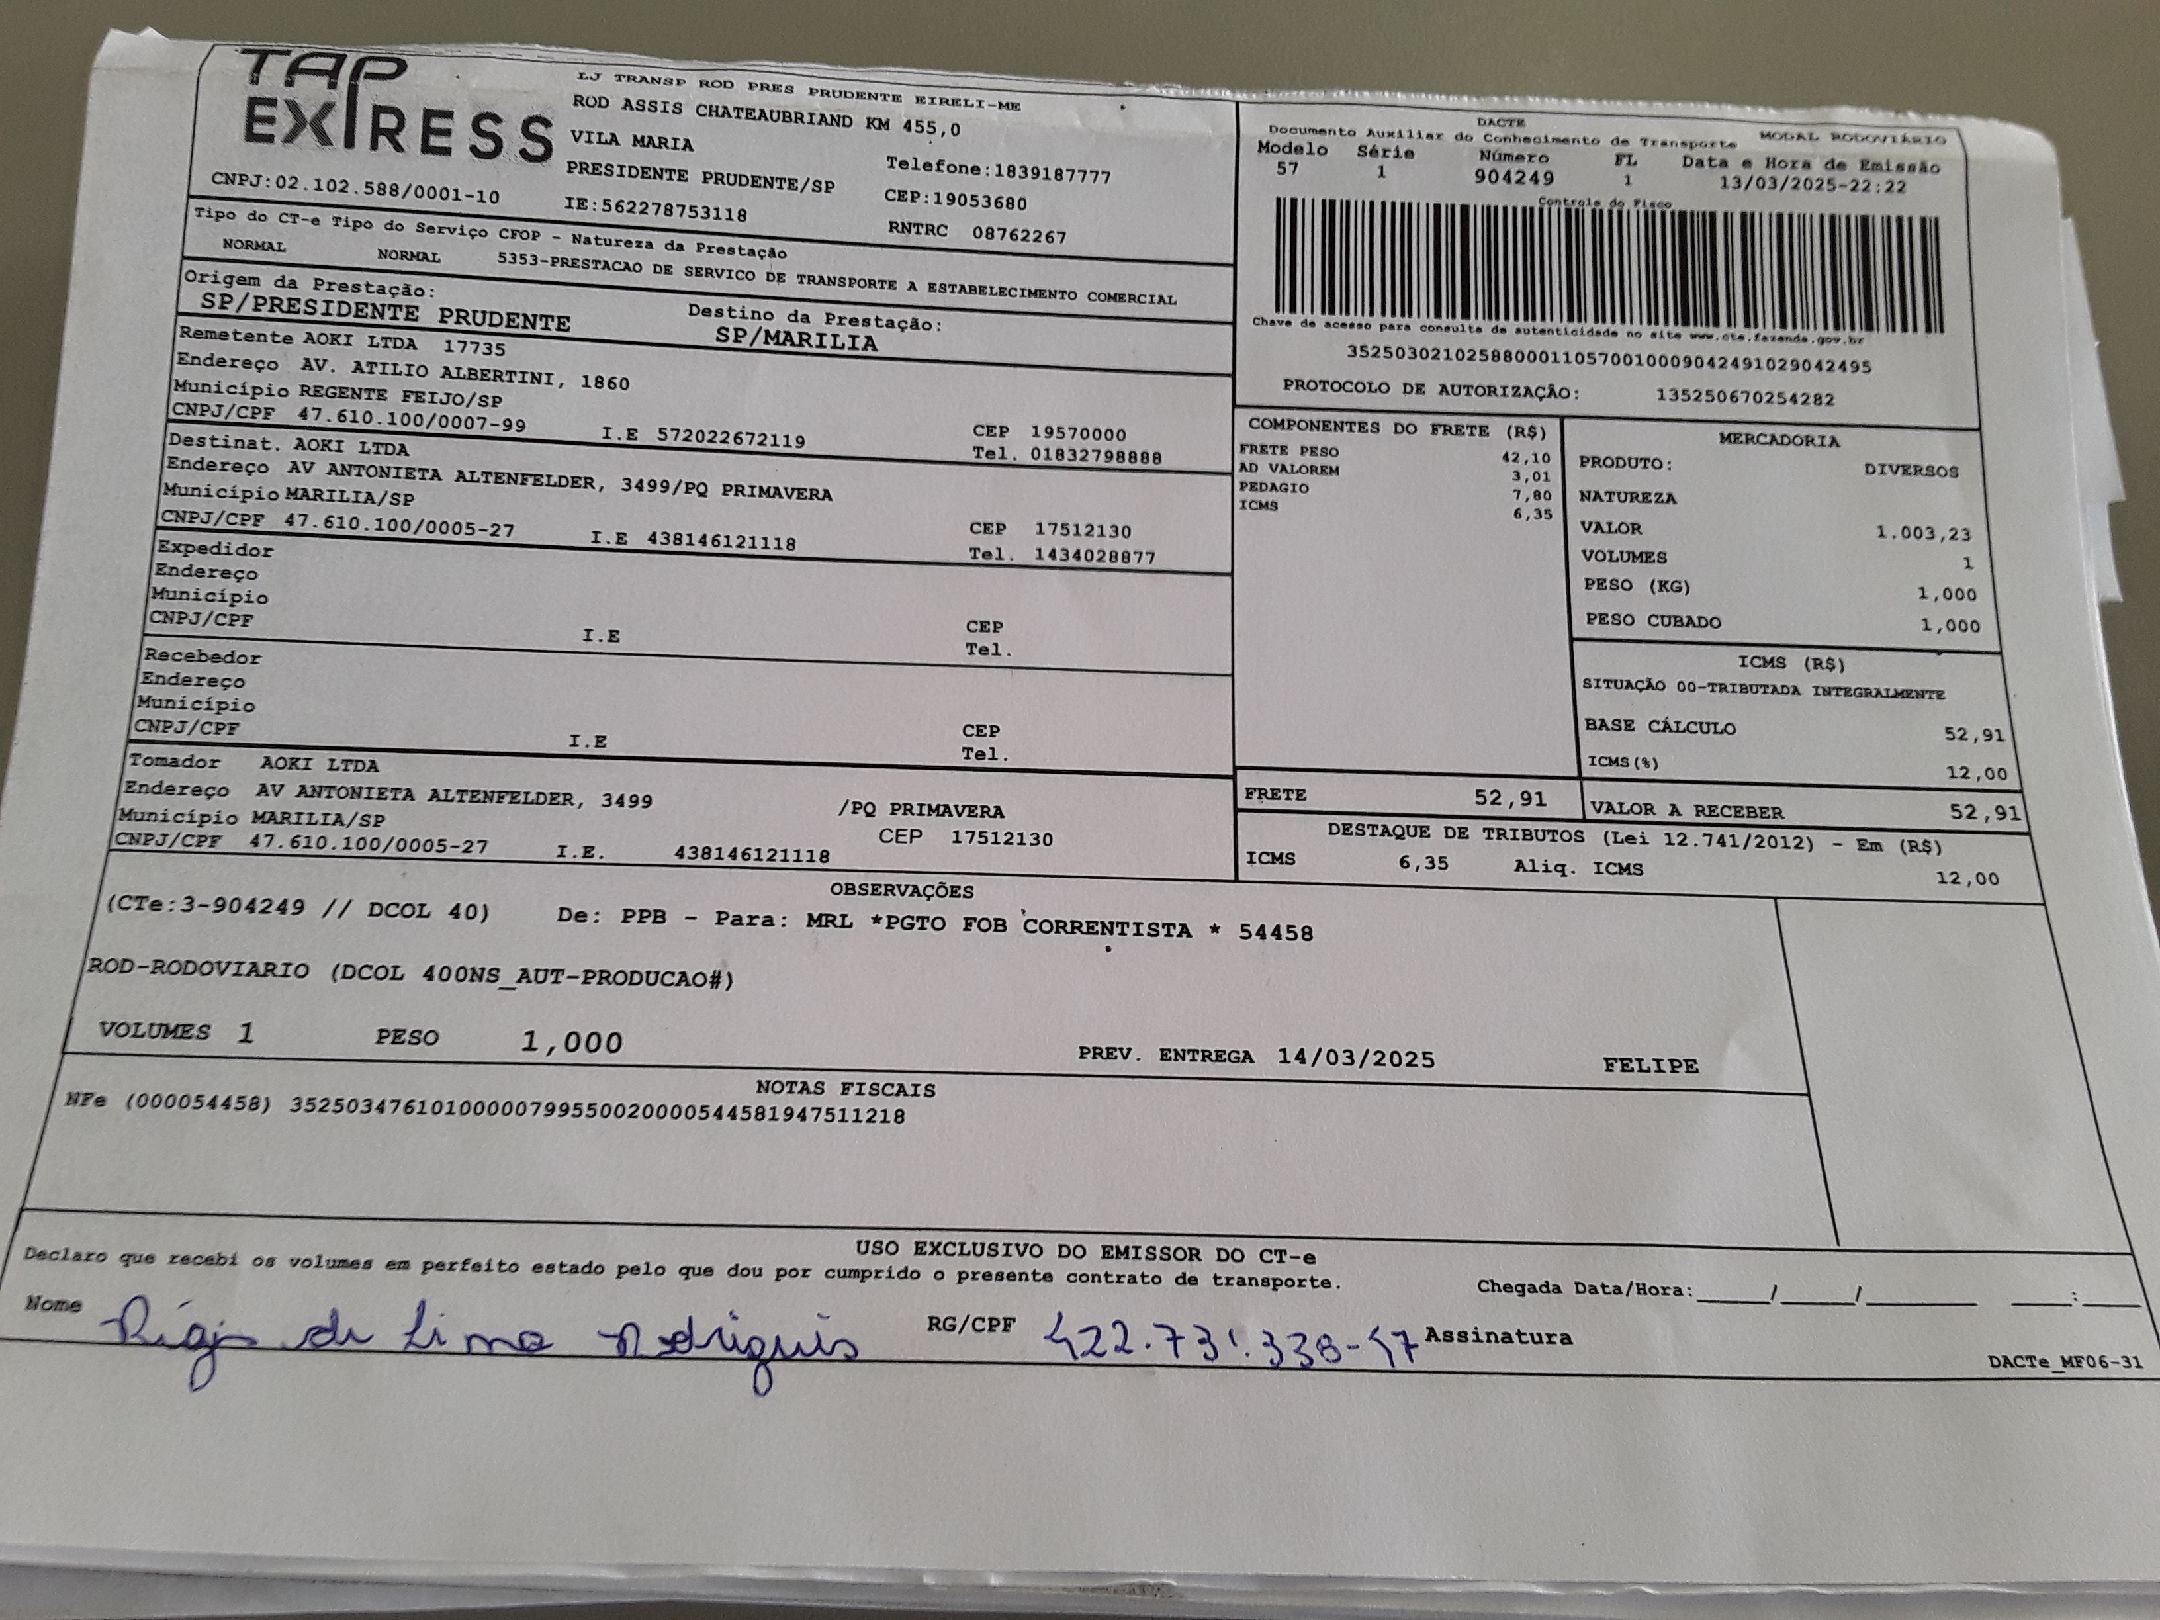 TAP
EXPRESS
LJ TRANSP ROD PRES PRUDENTE EIRELI-ME
ROD ASSIS CHATEAUBRIAND KM 455,0
VILA MARIA
PRESIDENTE PRUDENTE/SP
Telefone:1839187777
CEP:19053680
CNPJ:02.102.588/0001-10
IE:562278753118
RNTRC 08762267
Tipo do CT-e Tipo do Serviço CFOP - Natureza da Prestação
NORMAL NORMAL 5353-PRESTACAO DE SERVICO DE TRANSPORTE A ESTABELECIMENTO COMERCIAL
Origem da Prestação: Destino da Prestação:
SP/PRESIDENTE PRUDENTE SP/MARILIA
Remetente AOKI LTDA 17735
Endereço AV. ATILIO ALBERTINI, 1860
Município REGENTE FEIJO/SP CEP 19570000
CNPJ/CPF 47.610.100/0007-99 I.E 572022672119 Tel. 01832798888
Destinat. AOKI LTDA
Endereço AV ANTONIETA ALTENFELDER, 3499/PQ PRIMAVERA
Município MARILIA/SP CEP 17512130
CNPJ/CPF 47.610.100/0005-27 I.E 438146121118 Tel. 1434028877
Expedidor
Endereço
Município CEP
CNPJ/CPF I.E Tel.
Recebedor
Endereço
Município CEP
CNPJ/CPF I.E Tel.
Tomador AOKI LTDA
Endereço AV ANTONIETA ALTENFELDER, 3499 /PQ PRIMAVERA
Município MARILIA/SP CEP 17512130
CNPJ/CPF 47.610.100/0005-27 I.E. 438146121118
DACTE
Documento Auxiliar do Conhecimento de Transporte MODAL RODOVIÁRIO
Modelo Série Número FL Data e Hora de Emissão
57 1 904249 1 13/03/2025-22:22
Controle do Fisco
Chave de acesso para consulta de autenticidade no site www.cte.fazenda.gov.br
35250302102588000110570010009042491029042495
PROTOCOLO DE AUTORIZAÇÃO: 135250670254282
COMPONENTES DO FRETE (R$)
FRETE PESO 42,10
AD VALOREM 3,01
PEDAGIO 7,80
ICMS 6,35
MERCADORIA
PRODUTO: DIVERSOS
NATUREZA
VALOR 1.003,23
VOLUMES 1
PESO (KG) 1,000
PESO CUBADO 1,000
ICMS (R$)
SITUAÇÃO 00-TRIBUTADA INTEGRALMENTE
BASE CÁLCULO 52,91
ICMS(%) 12,00
FRETE 52,91 VALOR A RECEBER 52,91
DESTAQUE DE TRIBUTOS (Lei 12.741/2012) - Em (R$)
ICMS 6,35 Aliq. ICMS 12,00
OBSERVAÇÕES
(CTe:3-904249 // DCOL 40) De: PPB - Para: MRL *PGTO FOB CORRENTISTA * 54458
ROD-RODOVIARIO (DCOL 400NS_AUT-PRODUCAO#)
VOLUMES 1 PESO 1,000 PREV. ENTREGA 14/03/2025 FELIPE
NOTAS FISCAIS
NFe (000054458) 35250347610100000799550020000544581947511218
USO EXCLUSIVO DO EMISSOR DO CT-e
Declaro que recebi os volumes em perfeito estado pelo que dou por cumprido o presente contrato de transporte.
Chegada Data/Hora:____/____/______ ____:____
Nome Régis de Lima Rodrigues RG/CPF 422.731.338-47 Assinatura
DACTe_MF06-31